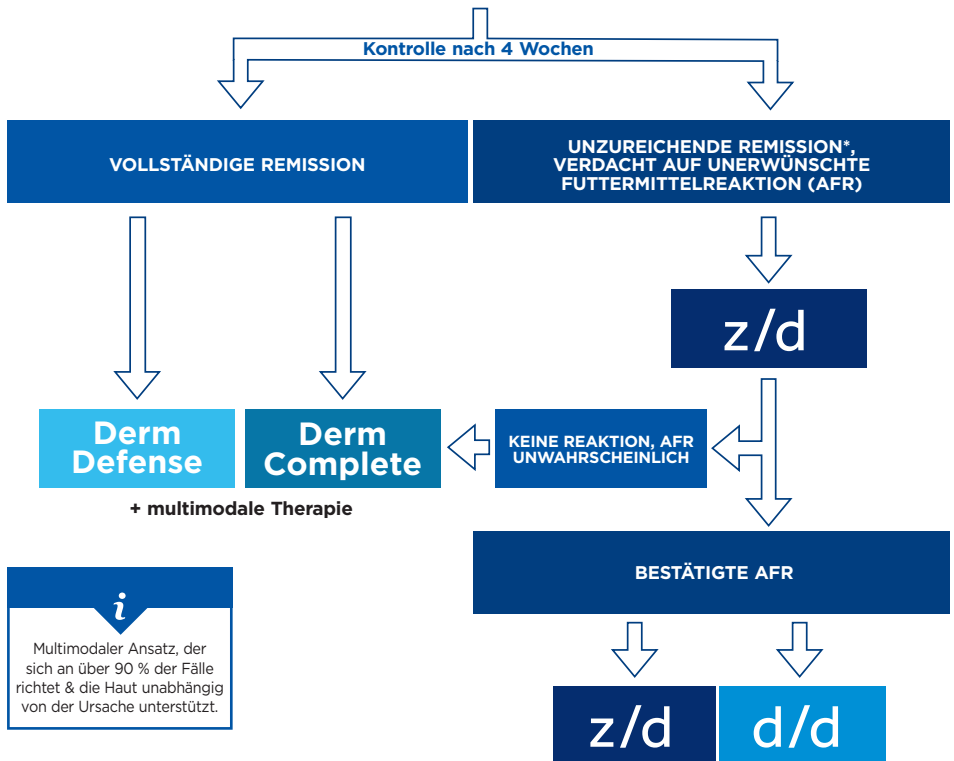 Kontrolle nach 4 Wochen
VOLLSTÄNDIGE REMISSION
UNZUREICHENDE REMISSION*,
VERDACHT AUF UNERWÜNSCHTE
FUTTERMITTELREAKTION (AFR)
z/d
Derm
Defense
Derm
Complete
KEINE REAKTION, AFR
UNWAHRSCHEINLICH
+ multimodale Therapie
BESTÄTIGTE AFR
i
Multimodaler Ansatz, der
sich an über 90 % der Fälle
richtet & die Haut unabhängig
von der Ursache unterstützt.
z/d
d/d